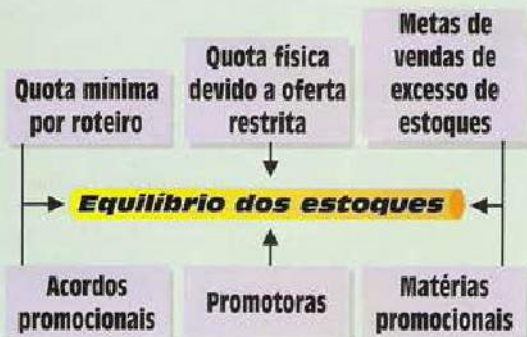 Quota mínima
por roteiro
Quota física
devido a oferta
restrita
Metas de
vendas de
excesso de
estoques
Equilíbrio dos estoques
Acordos
promocionais
Promotoras
Matérias
promocionais